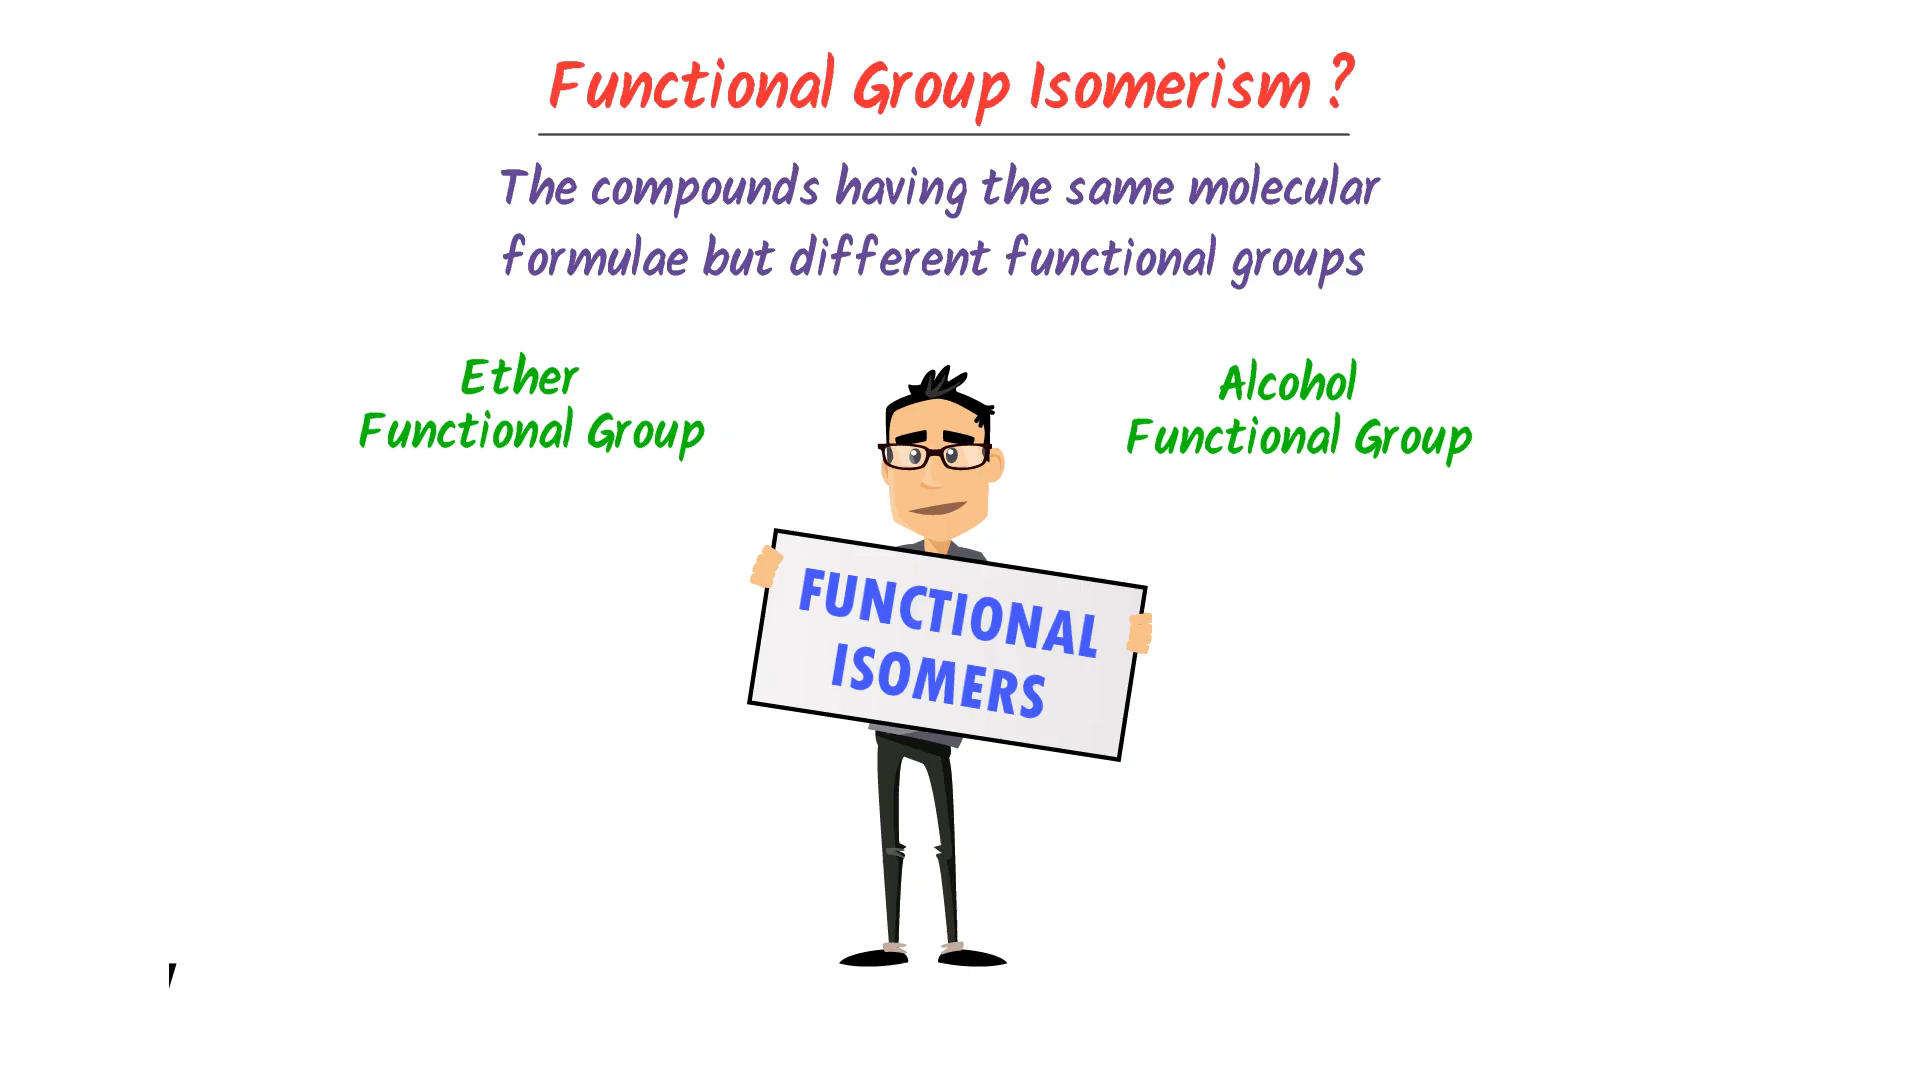 Functional Group Isomerism ?
The compounds having the same molecular
formulae but different functional groups
Ether
Functional Group
Alcohol
Functional Group
FUNCTIONAL
ISOMERS